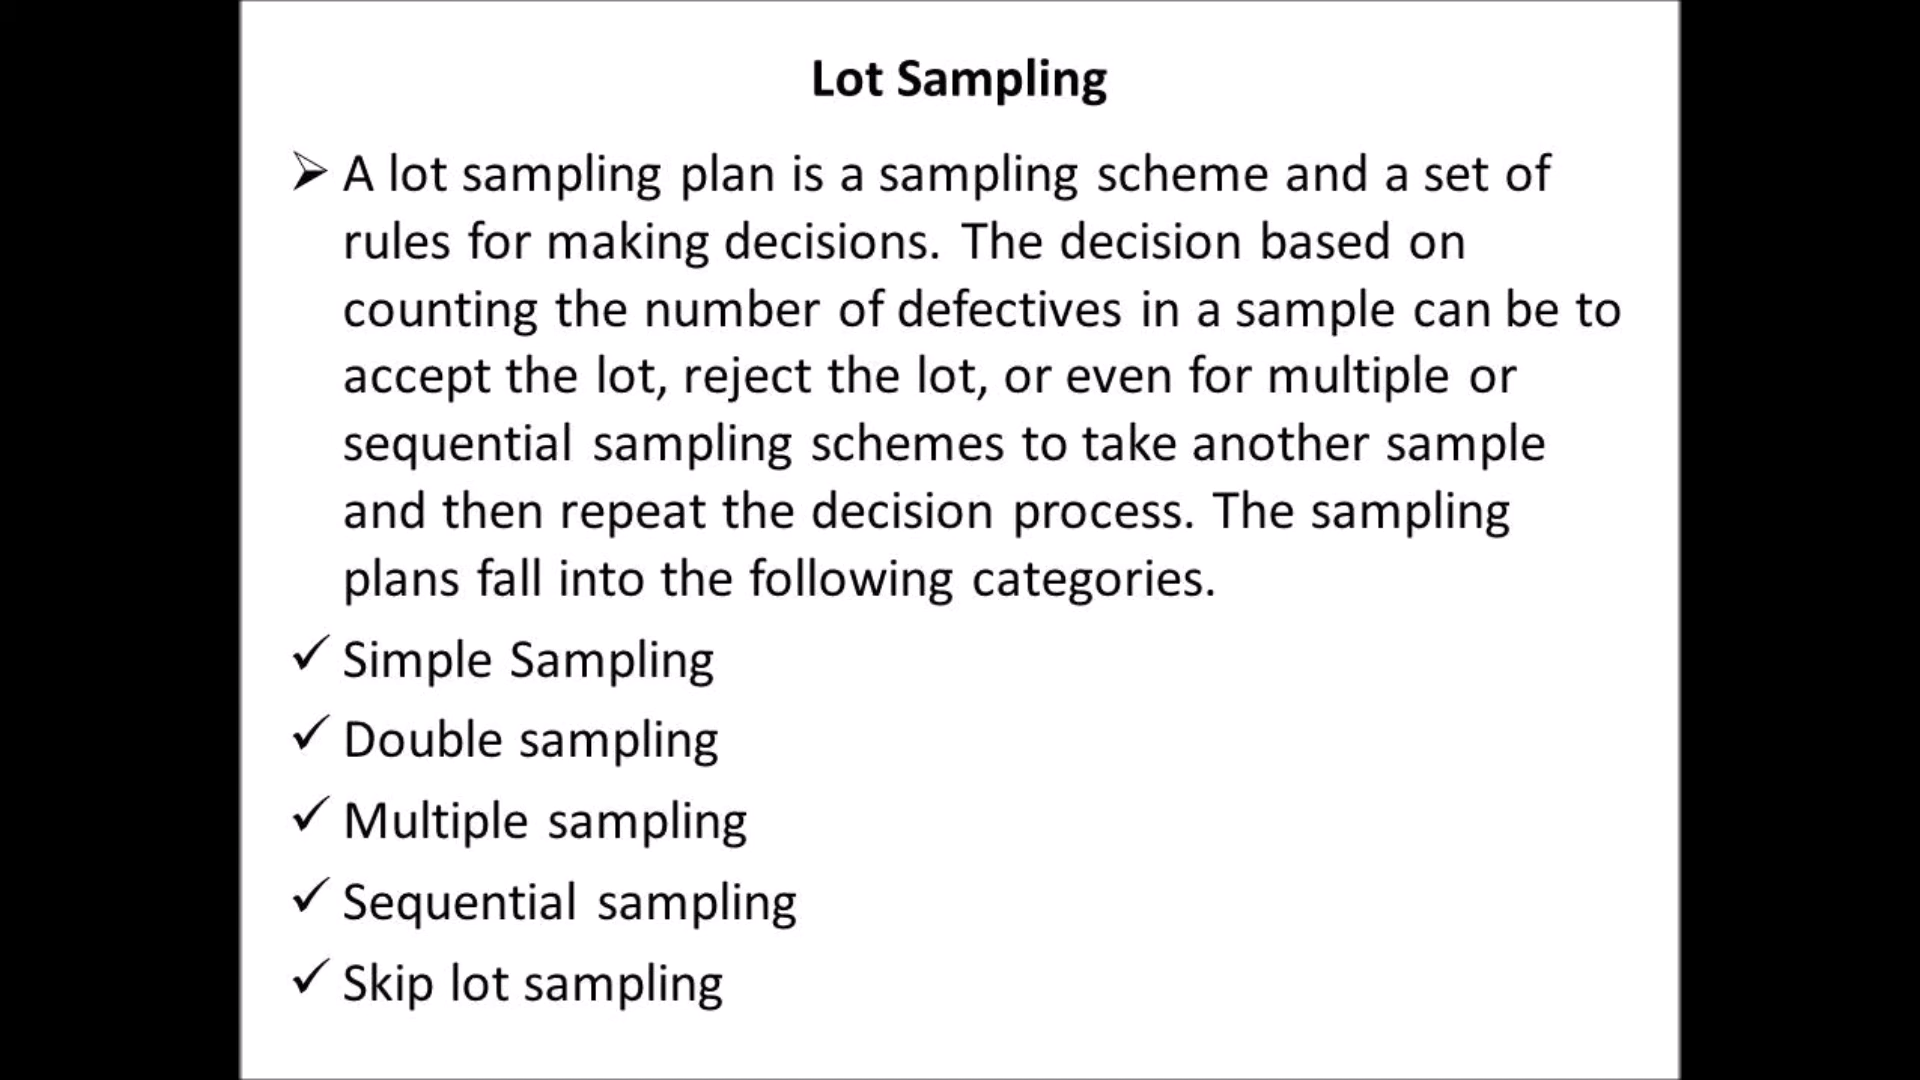 Lot Sampling
➢ A lot sampling plan is a sampling scheme and a set of
rules for making decisions. The decision based on
counting the number of defectives in a sample can be to
accept the lot, reject the lot, or even for multiple or
sequential sampling schemes to take another sample
and then repeat the decision process. The sampling
plans fall into the following categories.
✓ Simple Sampling
✓ Double sampling
✓ Multiple sampling
✓ Sequential sampling
✓ Skip lot sampling